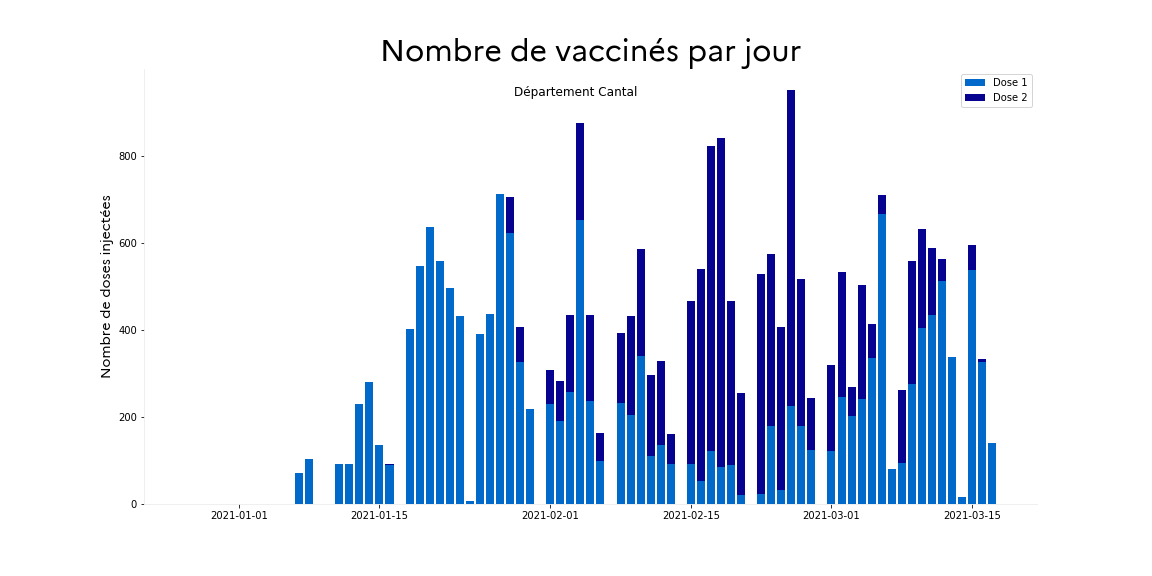 Nombre de vaccinés par jour
Département Cantal
Dose 1
Dose 2
Nombre de doses injectées
800
600
400
200
0
2021-01-01
2021-01-15
2021-02-01
2021-02-15
2021-03-01
2021-03-15